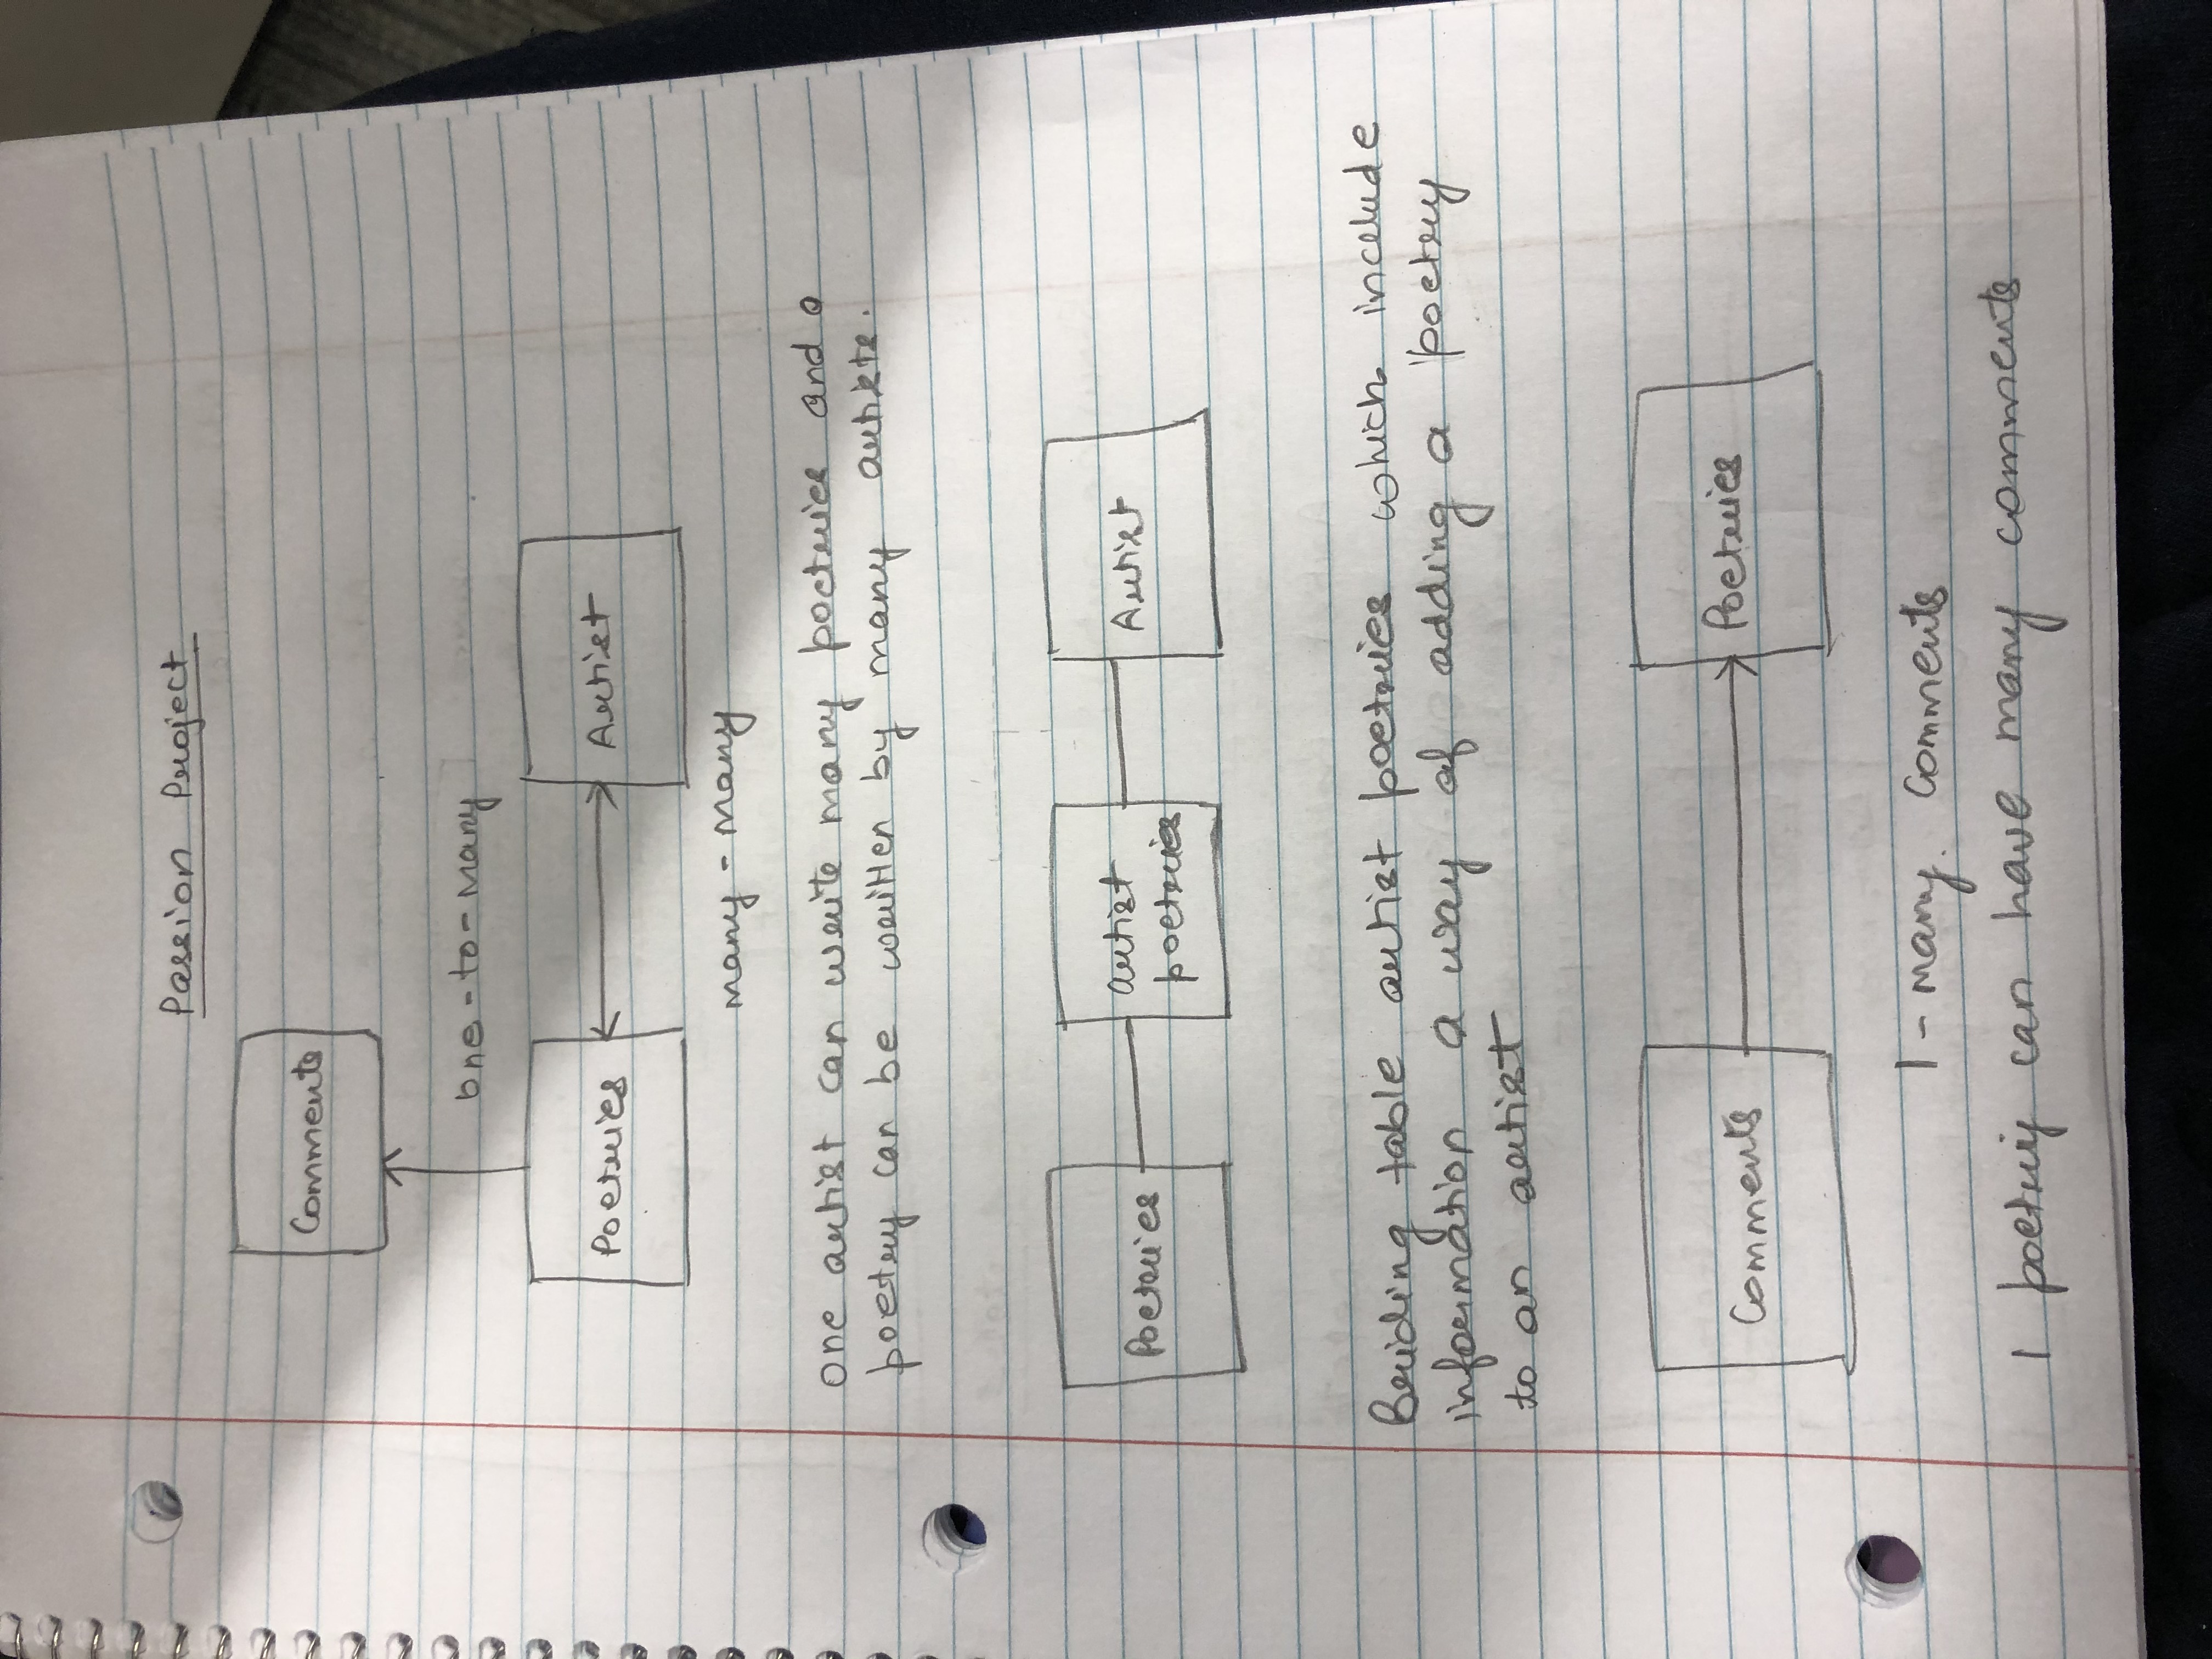 Passion Project
Comments
one-to-many
Poetries
Artist
many - many
one artist can write many poetries and a
poetry can be written by many artists.
Poetries
artist
poetries
Artist
Briding table artist poetries which include
information a way of adding a poetry
to an artist
Comments
Poetries
1 - many. Comments
1 poetry can have many comments